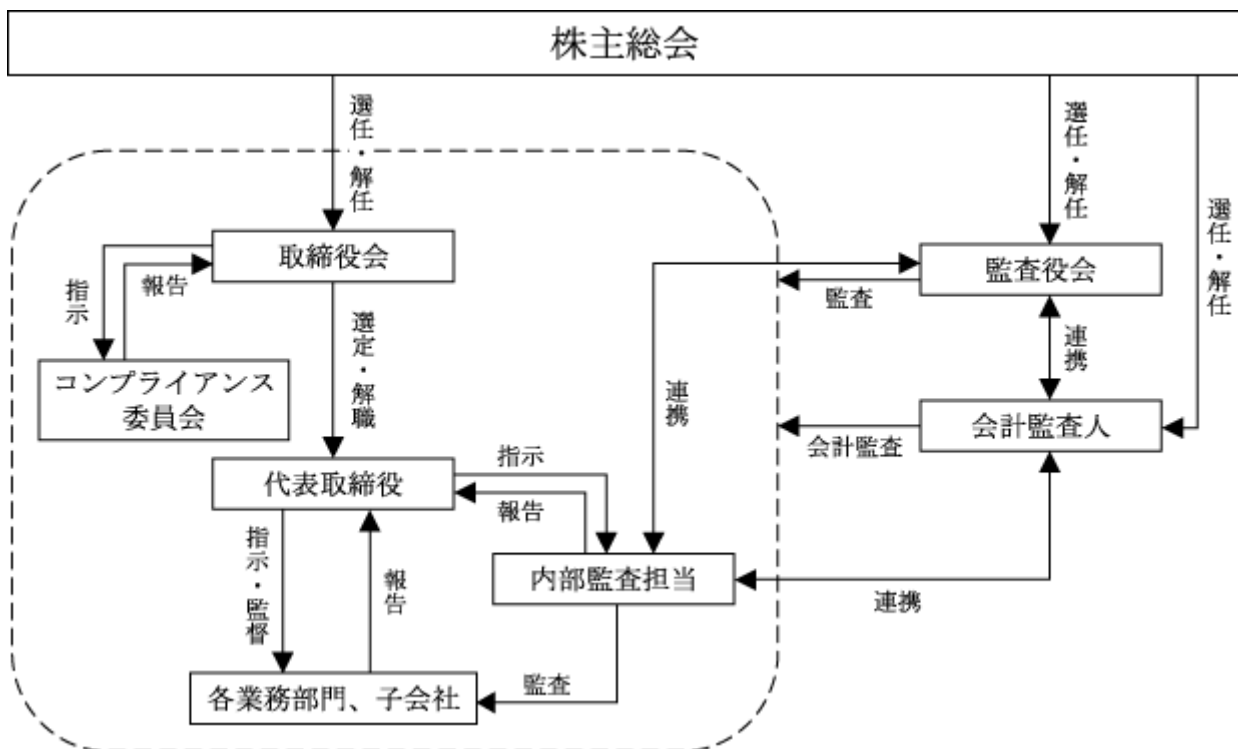 株主総会
選任・解任
選任・解任
選任・解任
取締役会
監査役会
指示
報告
監査
選定・解職
連携
連携
コンプライアンス
委員会
会計監査人
会計監査
代表取締役
指示
報告
指示・監督
報告
内部監査担当
連携
各業務部門、子会社
監査